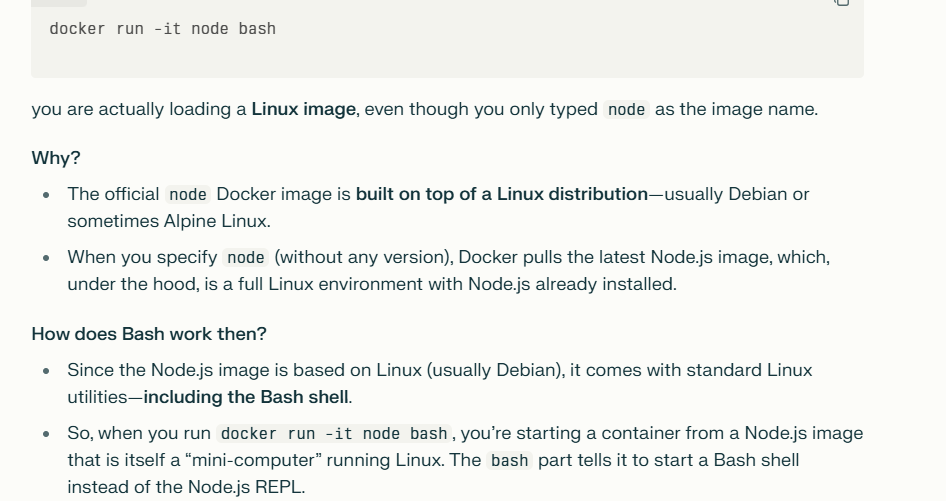 docker run -it node bash
you are actually loading a Linux image, even though you only typed node as the image name.
Why?
• The official node Docker image is built on top of a Linux distribution—usually Debian or
sometimes Alpine Linux.
• When you specify node (without any version), Docker pulls the latest Node.js image, which,
under the hood, is a full Linux environment with Node.js already installed.
How does Bash work then?
• Since the Node.js image is based on Linux (usually Debian), it comes with standard Linux
utilities—including the Bash shell.
• So, when you run docker run -it node bash, you’re starting a container from a Node.js image
that is itself a “mini-computer” running Linux. The bash part tells it to start a Bash shell
instead of the Node.js REPL.